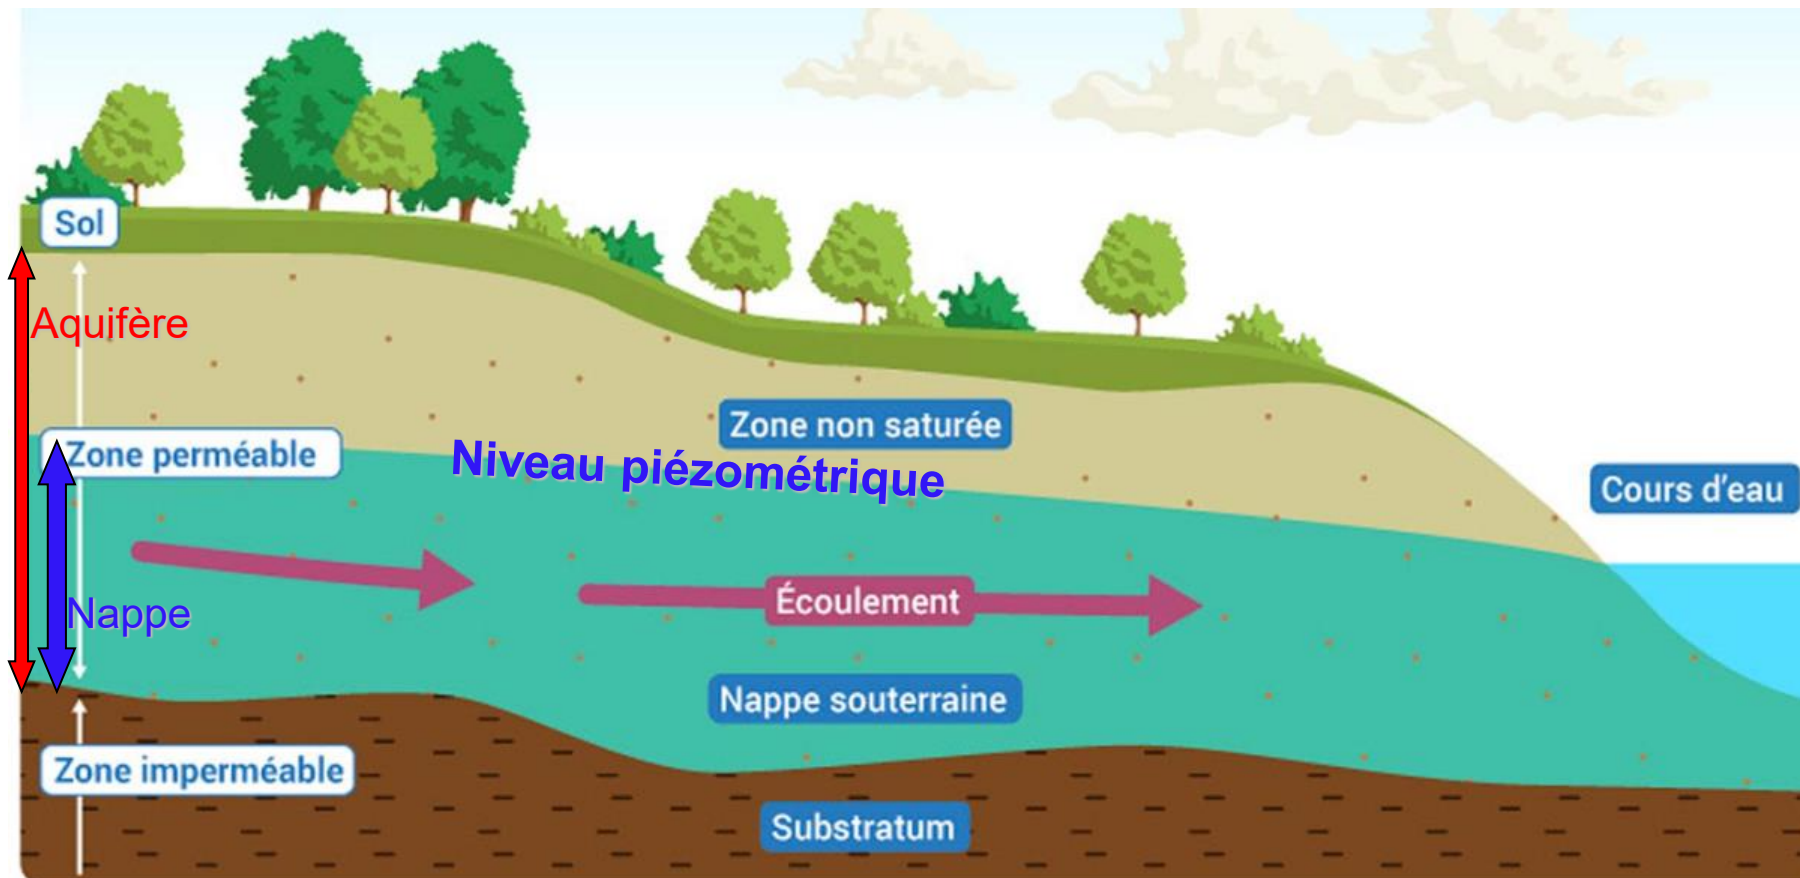 Sol
Aquifère
Zone non saturée
Zone perméable
Niveau piézométrique
Cours d'eau
Écoulement
Nappe
Nappe souterraine
Zone imperméable
Substratum